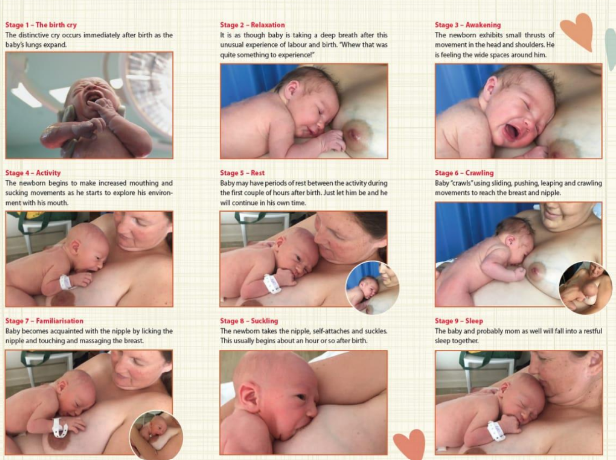 Stage 1 – The birth cry
The distinctive cry occurs immediately after birth as the
baby's lungs expand.
Stage 2 – Relaxation
It is as though baby is taking a deep breath after this
unusual experience of labour and birth. "Whew that was
quite something to experience!"
Stage 3 – Awakening
The newborn exhibits small thrusts of
movement in the head and shoulders. He
is feeling the wide spaces around him.
Stage 4 – Activity
The newborn begins to make increased mouthing and
sucking movements as he starts to explore his environ-
ment with his mouth.
Stage 5 – Rest
Baby may have periods of rest between the activity during
the first couple of hours after birth. Just let him be and he
will continue in his own time.
Stage 6 – Crawling
Baby "crawls" using sliding, pushing, leaping and crawling
movements to reach the breast and nipple.
Stage 7 – Familiarisation
Baby becomes acquainted with the nipple by licking the
nipple and touching and massaging the breast.
Stage 8 – Suckling
The newborn takes the nipple, self-attaches and suckles.
This usually begins about an hour or so after birth.
Stage 9 – Sleep
The baby and probably mom as well will fall into a restful
sleep together.